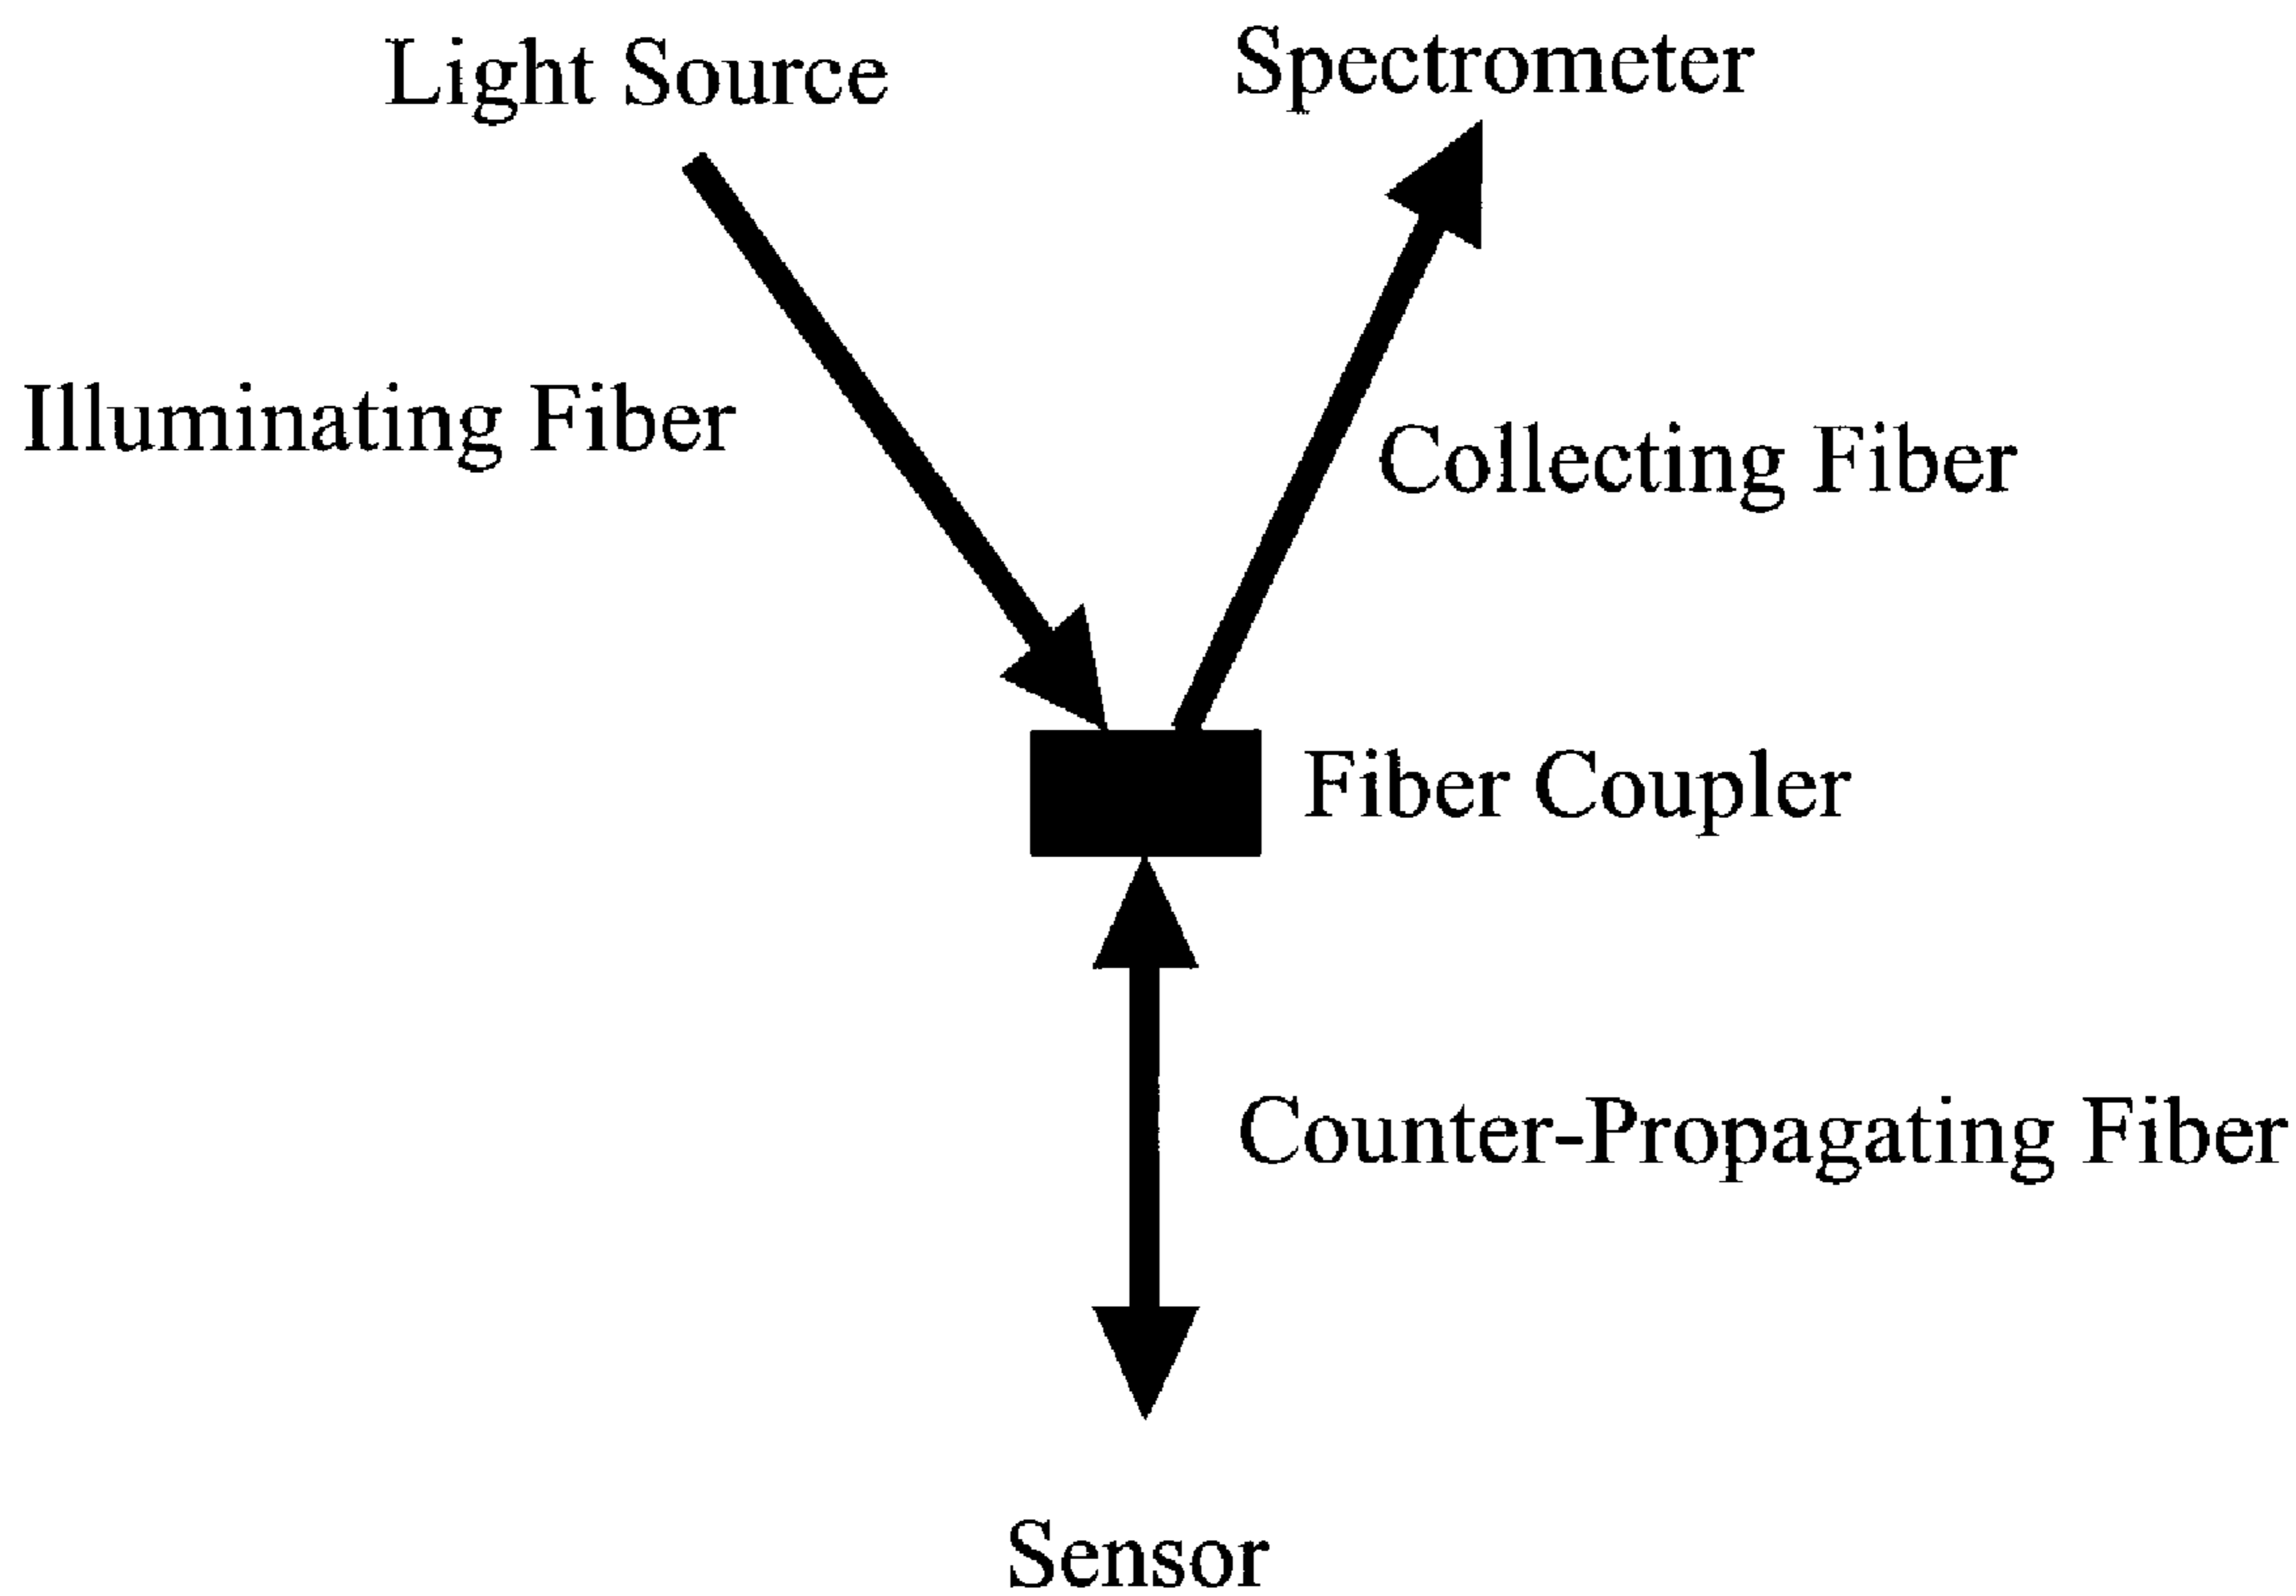 Light Source
Spectrometer
Illuminating Fiber
Collecting Fiber
Fiber Coupler
Counter-Propagating Fiber
Sensor